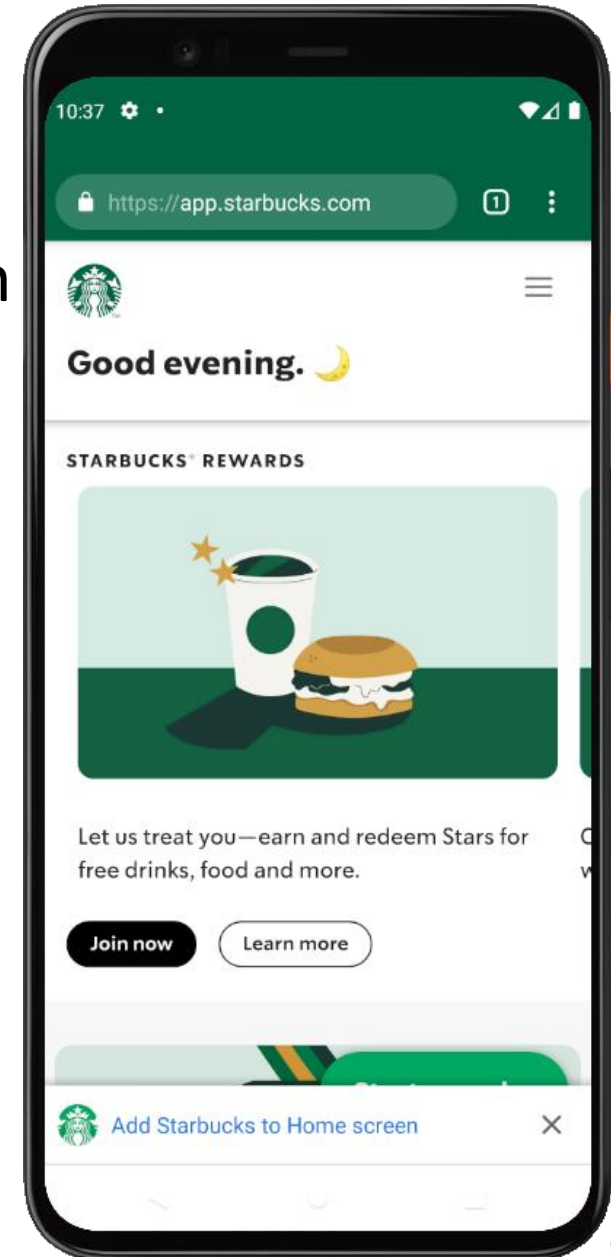 10:37
https://app.starbucks.com
1
Good evening. 🌙
STARBUCKS® REWARDS
Let us treat you—earn and redeem Stars for
free drinks, food and more.
Join now
Learn more
Add Starbucks to Home screen